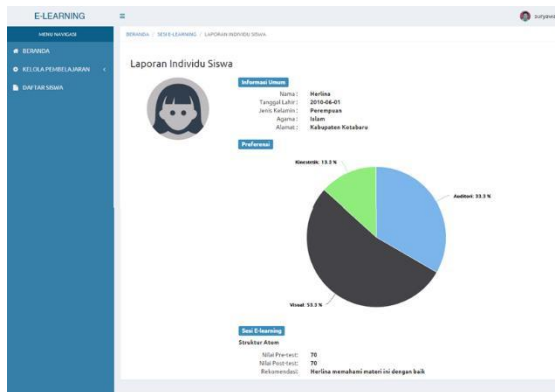 E-LEARNING
MENU NAVIGASI
BERANDA
KELOLA PEMBELAJARAN
DAFTAR SISWA
BERANDA / SESI E-LEARNING / LAPORAN INDIVIDU SISWA
Laporan Individu Siswa
Informasi Umum
Nama : Herlina
Tanggal Lahir : 2010-06-01
Jenis Kelamin : Perempuan
Agama : Islam
Alamat : Kabupaten Kotabaru
Preferensi
Kinestetik: 13.3 %
Auditori: 33.3 %
Visual: 53.3 %
Sesi E-learning
Struktur Atom
Nilai Pre-test: 70
Nilai Post-test: 70
Rekomendasi: Herlina memahami materi ini dengan baik